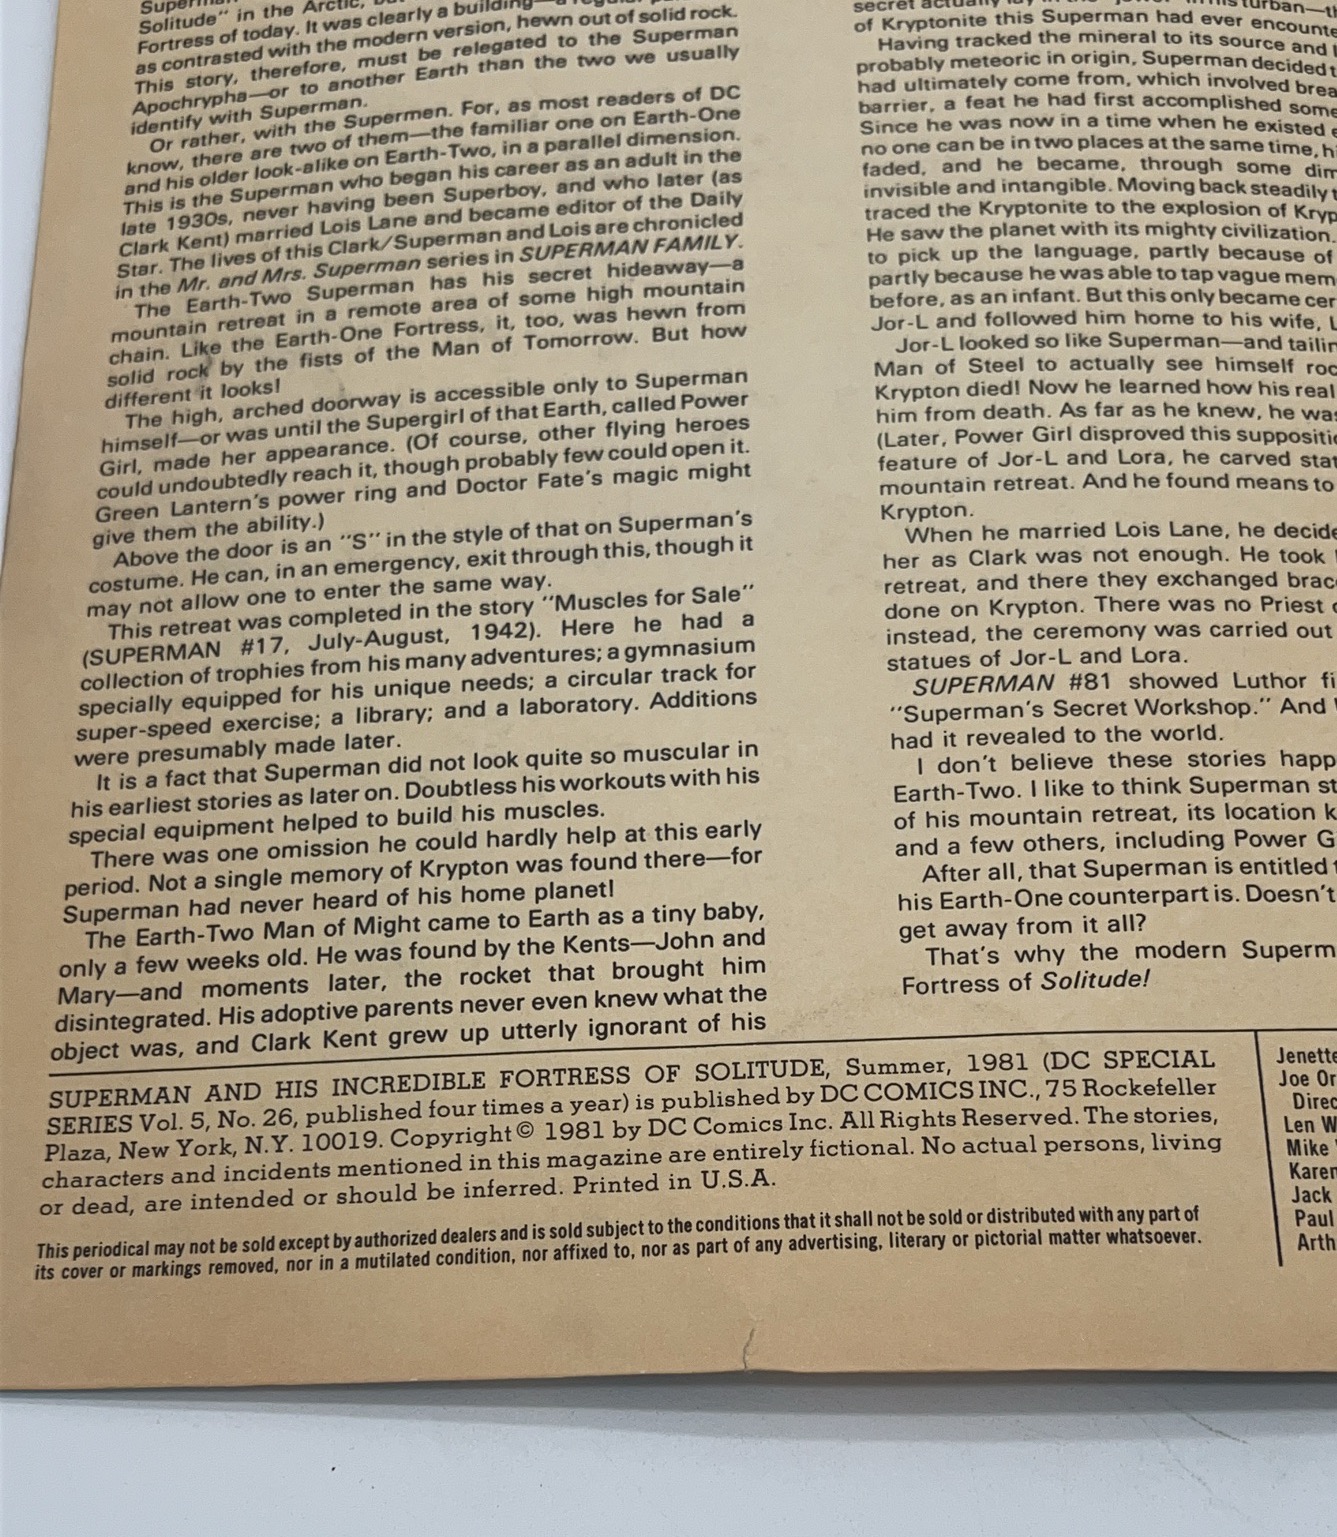 Solitude" in the Arctic,
Fortress of today. It was clearly a building—
as contrasted with the modern version, hewn out of solid rock.
This story, therefore, must be relegated to the Superman
Apochrypha—or to another Earth than the two we usually
identify with Superman.
Or rather, with the Supermen. For, as most readers of DC
know, there are two of them—the familiar one on Earth-One
and his older look-alike on Earth-Two, in a parallel dimension.
This is the Superman who began his career as an adult in the
late 1930s, never having been Superboy, and who later (as
Clark Kent) married Lois Lane and became editor of the Daily
Star. The lives of this Clark/Superman and Lois are chronicled
in the Mr. and Mrs. Superman series in SUPERMAN FAMILY.
The Earth-Two Superman has his secret hideaway—a
mountain retreat in a remote area of some high mountain
chain. Like the Earth-One Fortress, it, too, was hewn from
solid rock by the fists of the Man of Tomorrow. But how
different it looks!
The high, arched doorway is accessible only to Superman
himself—or was until the Supergirl of that Earth, called Power
Girl, made her appearance. (Of course, other flying heroes
could undoubtedly reach it, though probably few could open it.
Green Lantern's power ring and Doctor Fate's magic might
give them the ability.)
Above the door is an "S" in the style of that on Superman's
costume. He can, in an emergency, exit through this, though it
may not allow one to enter the same way.
This retreat was completed in the story "Muscles for Sale"
(SUPERMAN #17, July-August, 1942). Here he had a
collection of trophies from his many adventures; a gymnasium
specially equipped for his unique needs; a circular track for
super-speed exercise; a library; and a laboratory. Additions
were presumably made later.
It is a fact that Superman did not look quite so muscular in
his earliest stories as later on. Doubtless his workouts with his
special equipment helped to build his muscles.
There was one omission he could hardly help at this early
period. Not a single memory of Krypton was found there—for
Superman had never heard of his home planet!
The Earth-Two Man of Might came to Earth as a tiny baby,
only a few weeks old. He was found by the Kents—John and
Mary—and moments later, the rocket that brought him
disintegrated. His adoptive parents never even knew what the
object was, and Clark Kent grew up utterly ignorant of his
of Kryptonite this Superman had ever encounte
Having tracked the mineral to its source and
probably meteoric in origin, Superman decided t
had ultimately come from, which involved brea
barrier, a feat he had first accomplished some
Since he was now in a time when he existed e
no one can be in two places at the same time, h
faded, and he became, through some dim
invisible and intangible. Moving back steadily t
traced the Kryptonite to the explosion of Kryp
He saw the planet with its mighty civilization.
to pick up the language, partly because of
partly because he was able to tap vague mem
before, as an infant. But this only became cer
Jor-L and followed him home to his wife, L
Jor-L looked so like Superman—and tailin
Man of Steel to actually see himself roc
Krypton died! Now he learned how his real
him from death. As far as he knew, he was
(Later, Power Girl disproved this suppositio
feature of Jor-L and Lora, he carved stat
mountain retreat. And he found means to
Krypton.
When he married Lois Lane, he decide
her as Clark was not enough. He took
retreat, and there they exchanged brac
done on Krypton. There was no Priest
instead, the ceremony was carried out
statues of Jor-L and Lora.
SUPERMAN #81 showed Luthor fi
"Superman's Secret Workshop." And
had it revealed to the world.
I don't believe these stories happ
Earth-Two. I like to think Superman st
of his mountain retreat, its location k
and a few others, including Power G
After all, that Superman is entitled
his Earth-One counterpart is. Doesn't
get away from it all?
That's why the modern Superm
Fortress of Solitude!
SUPERMAN AND HIS INCREDIBLE FORTRESS OF SOLITUDE, Summer, 1981 (DC SPECIAL
SERIES Vol. 5, No. 26, published four times a year) is published by DC COMICS INC., 75 Rockefeller
Plaza, New York, N.Y. 10019. Copyright © 1981 by DC Comics Inc. All Rights Reserved. The stories,
characters and incidents mentioned in this magazine are entirely fictional. No actual persons, living
or dead, are intended or should be inferred. Printed in U.S.A.
This periodical may not be sold except by authorized dealers and is sold subject to the conditions that it shall not be sold or distributed with any part of
its cover or markings removed, nor in a mutilated condition, nor affixed to, nor as part of any advertising, literary or pictorial matter whatsoever.
Jenette
Joe Or
Direc
Len W
Mike
Karen
Jack
Paul
Arth